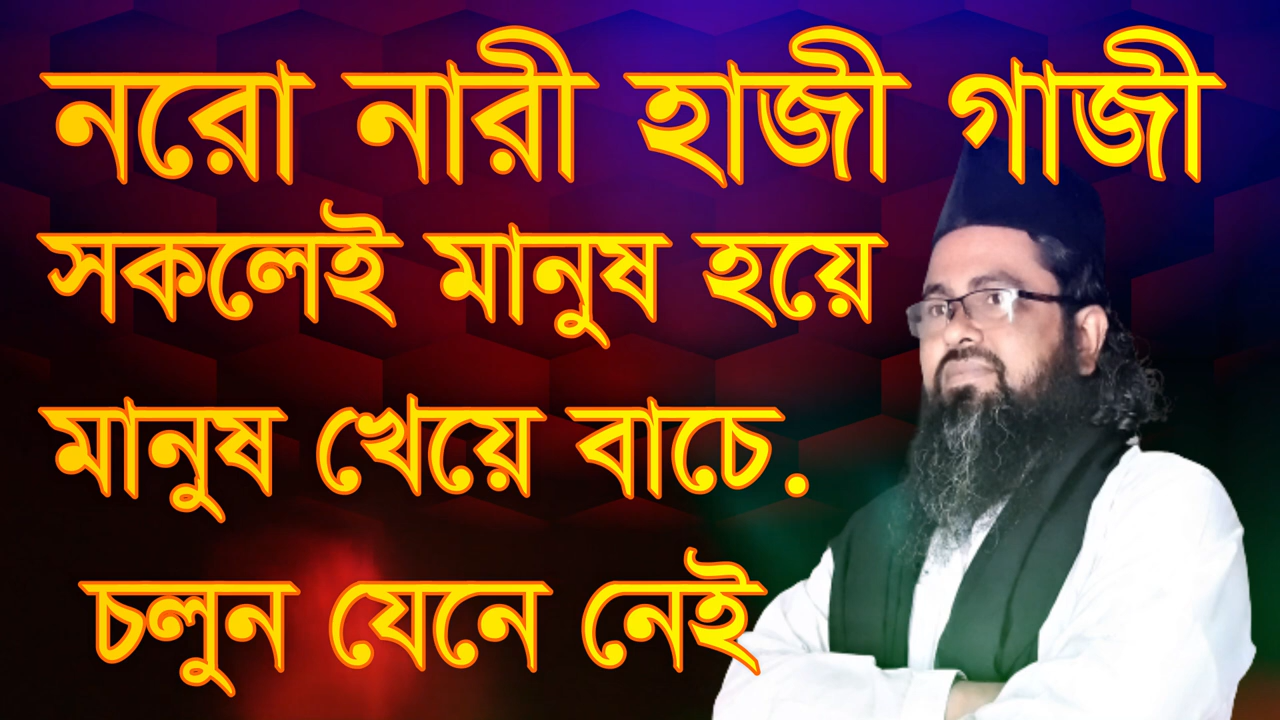 নরো নারী হাজী গাজী
সকলেই মানুষ হয়ে
মানুষ খেয়ে বাচে.
চলুন যেনে নেই